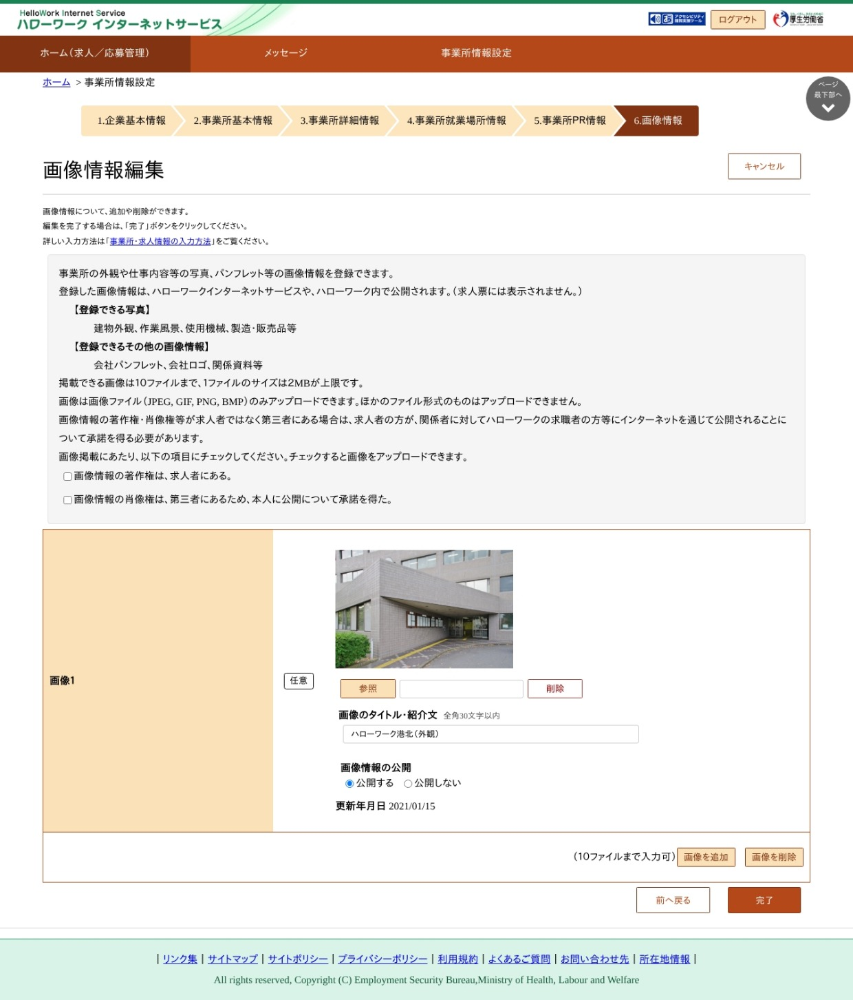 HelloWork Internet Service
ハローワーク インターネットサービス
アクセシビリティ
閲覧支援ツール
ログアウト
厚生労働省
ホーム（求人／応募管理）
メッセージ
事業所情報設定
ホーム > 事業所情報設定
ページ
最下部へ
1.企業基本情報
2.事業所基本情報
3.事業所詳細情報
4.事業所就業場所情報
5.事業所PR情報
6.画像情報
画像情報編集
キャンセル
画像情報について、追加や削除ができます。
編集を完了する場合は、「完了」ボタンをクリックしてください。
詳しい入力方法は「事業所・求人情報の入力方法」をご覧ください。
事業所の外観や仕事内容等の写真、パンフレット等の画像情報を登録できます。
登録した画像情報は、ハローワークインターネットサービスや、ハローワーク内で公開されます。（求人票には表示されません。）
【登録できる写真】
建物外観、作業風景、使用機械、製造・販売品等
【登録できるその他の画像情報】
会社パンフレット、会社ロゴ、関係資料等
掲載できる画像は10ファイルまで、1ファイルのサイズは2MBが上限です。
画像は画像ファイル（JPEG, GIF, PNG, BMP）のみアップロードできます。ほかのファイル形式のものはアップロードできません。
画像情報の著作権・肖像権等が求人者ではなく第三者にある場合は、求人者の方が、関係者に対してハローワークの求職者の方等にインターネットを通じて公開されることに
ついて承諾を得る必要があります。
画像掲載にあたり、以下の項目にチェックしてください。チェックすると画像をアップロードできます。
画像情報の著作権は、求人者にある。
画像情報の肖像権は、第三者にあるため、本人に公開について承諾を得た。
画像1
任意
参照
削除
画像のタイトル・紹介文 全角30文字以内
ハローワーク港北（外観）
画像情報の公開
公開する 公開しない
更新年月日 2021/01/15
（10ファイルまで入力可） 画像を追加 画像を削除
前へ戻る
完了
| リンク集 | サイトマップ | サイトポリシー | プライバシーポリシー | 利用規約 | よくあるご質問 | お問い合わせ先 | 所在地情報 |
All rights reserved, Copyright (C) Employment Security Bureau,Ministry of Health, Labour and Welfare